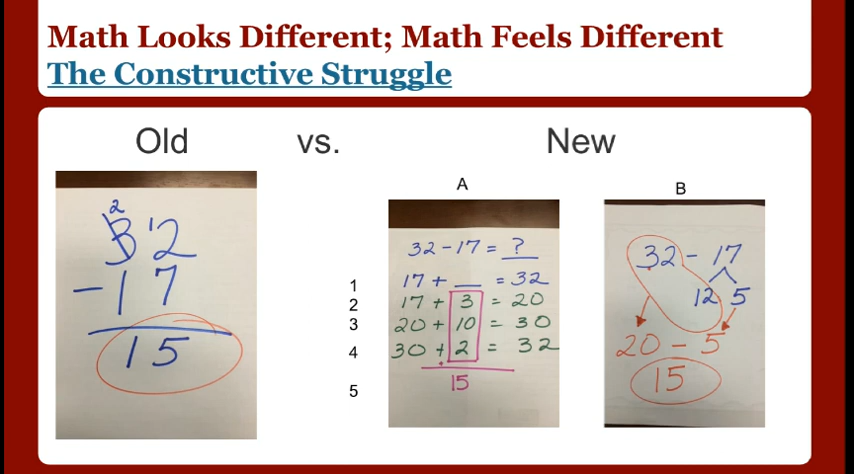 Math Looks Different; Math Feels Different
The Constructive Struggle
Old vs. New
2
3 12
- 1 7
15
A
32 - 17 = ?
1 17 + __ = 32
2 17 + 3 = 20
3 20 + 10 = 30
4 30 + 2 = 32
5 15
B
32 - 17
12 5
20 - 5
15